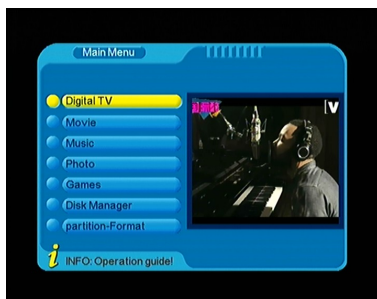 Main Menu
Digital TV
Movie
Music
Photo
Games
Disk Manager
partition-Format
i INFO: Operation guide!
V